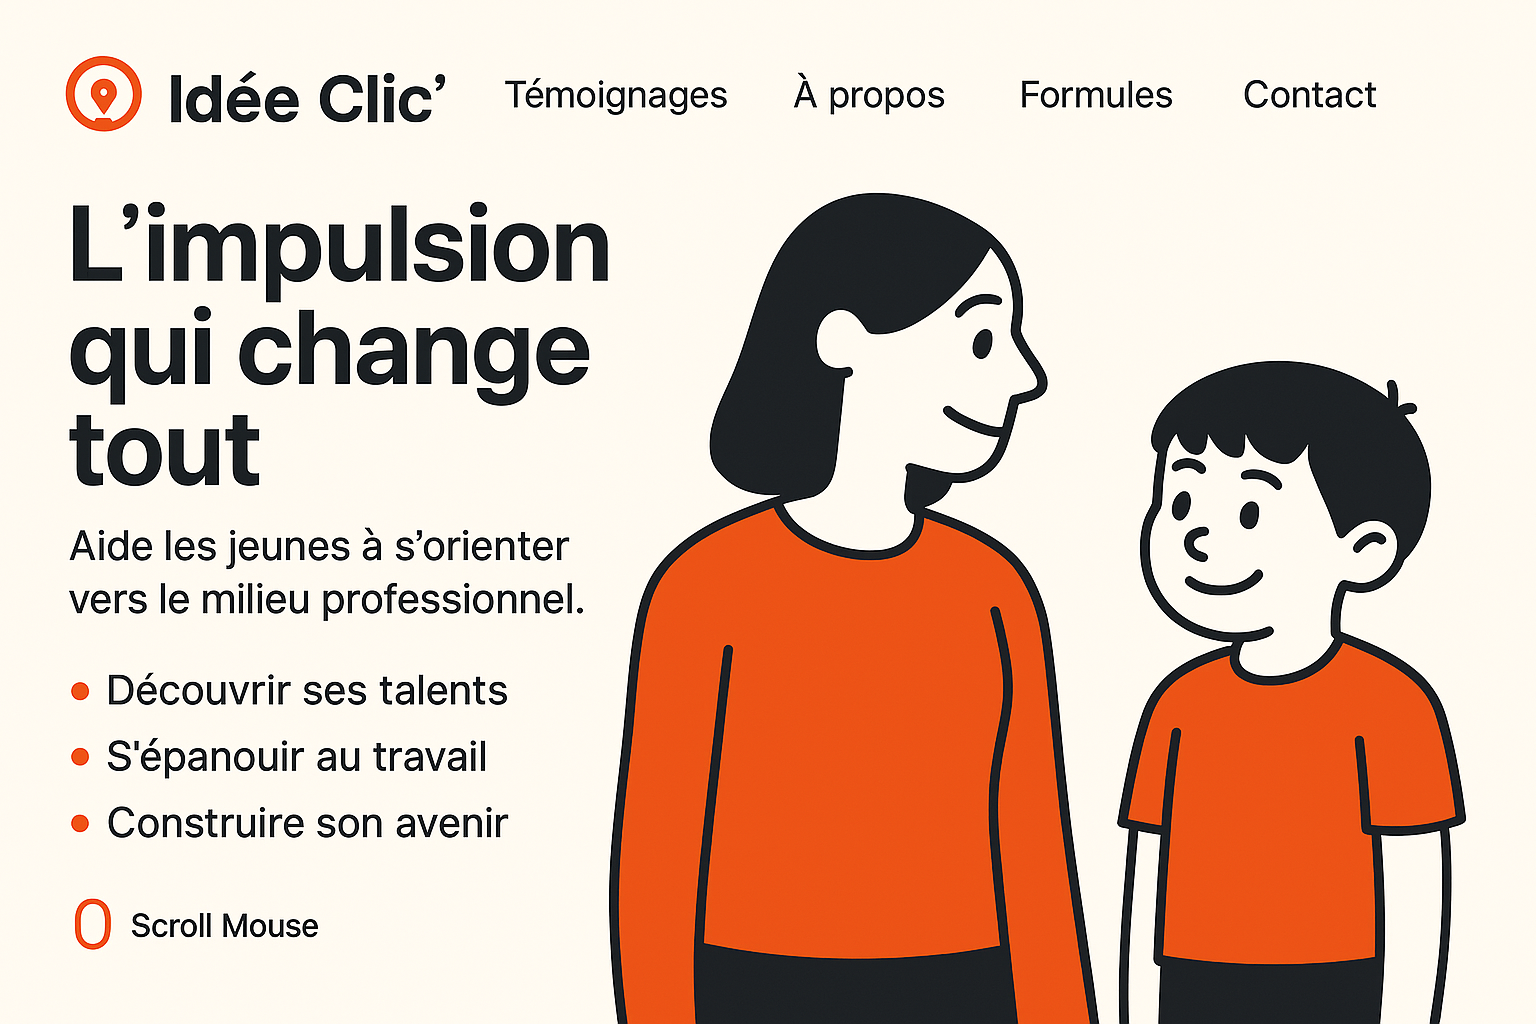 Idée Clic’
Témoignages
À propos
Formules
Contact
L’impulsion
qui change
tout
Aide les jeunes à s’orienter
vers le milieu professionnel.
• Découvrir ses talents
• S'épanouir au travail
• Construire son avenir
Scroll Mouse